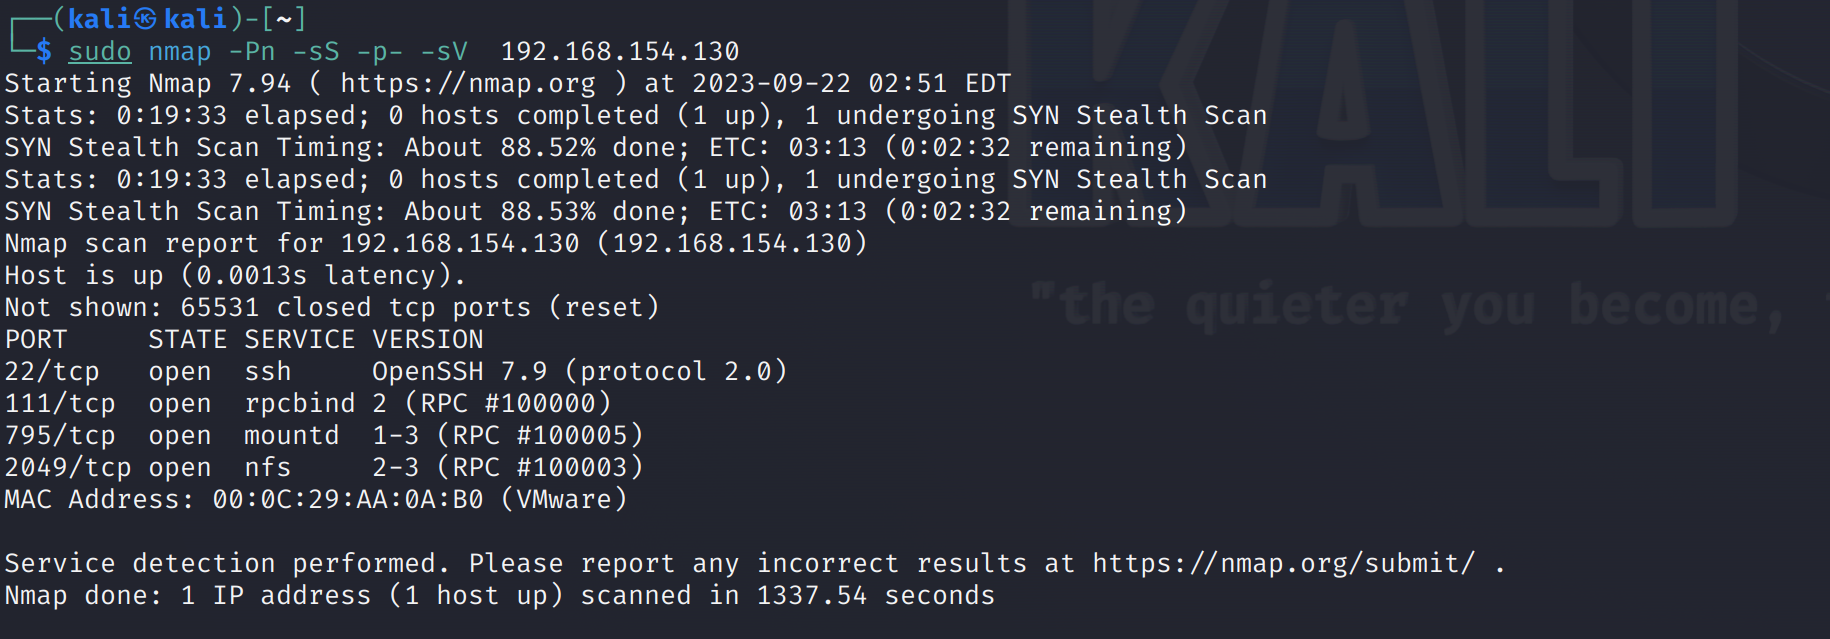 ┌──(kali㉿kali)-[~]
└─$ sudo nmap -Pn -sS -p- -sV  192.168.154.130
Starting Nmap 7.94 ( https://nmap.org ) at 2023-09-22 02:51 EDT
Stats: 0:19:33 elapsed; 0 hosts completed (1 up), 1 undergoing SYN Stealth Scan
SYN Stealth Scan Timing: About 88.52% done; ETC: 03:13 (0:02:32 remaining)
Stats: 0:19:33 elapsed; 0 hosts completed (1 up), 1 undergoing SYN Stealth Scan
SYN Stealth Scan Timing: About 88.53% done; ETC: 03:13 (0:02:32 remaining)
Nmap scan report for 192.168.154.130 (192.168.154.130)
Host is up (0.0013s latency).
Not shown: 65531 closed tcp ports (reset)
PORT     STATE SERVICE VERSION
22/tcp   open  ssh     OpenSSH 7.9 (protocol 2.0)
111/tcp  open  rpcbind 2 (RPC #100000)
795/tcp  open  mountd  1-3 (RPC #100005)
2049/tcp open  nfs     2-3 (RPC #100003)
MAC Address: 00:0C:29:AA:0A:B0 (VMware)
Service detection performed. Please report any incorrect results at https://nmap.org/submit/ .
Nmap done: 1 IP address (1 host up) scanned in 1337.54 seconds
KALI
"the quieter you become,